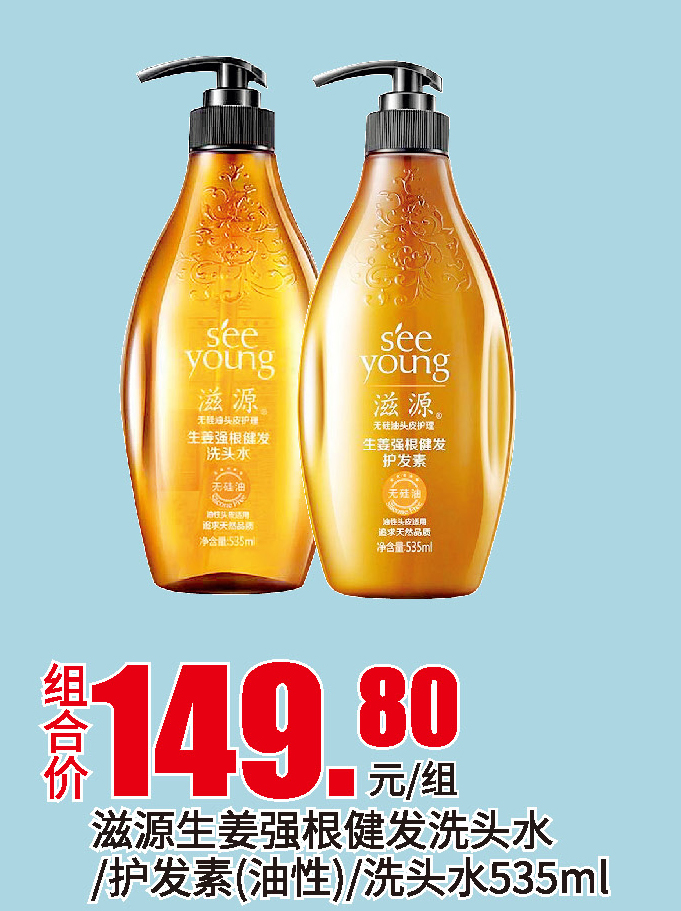 see
young
滋源®
无硅油头皮护理
生姜强根健发
洗头水
无硅油
Silicone Free
油性头皮适用
追求天然品质
净含量:535ml
see
young
滋源®
无硅油头皮护理
生姜强根健发
护发素
无硅油
Silicone Free
油性头皮适用
追求天然品质
净含量:535ml
组合价
149.80
元/组
滋源生姜强根健发洗头水
/护发素(油性)/洗头水535ml